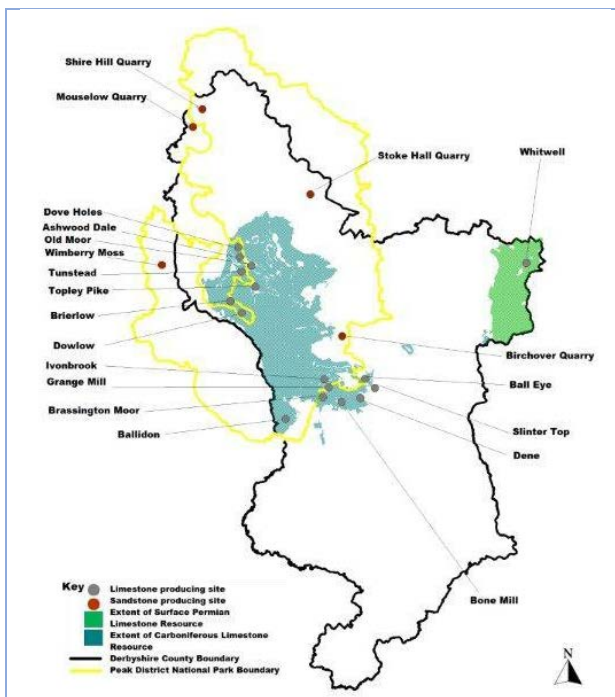 Shire Hill Quarry
Mouselow Quarry
Stoke Hall Quarry
Whitwell
Dove Holes
Ashwood Dale
Old Moor
Wimberry Moss
Tunstead
Topley Pike
Brierlow
Dowlow
Birchover Quarry
Ivonbrook
Grange Mill
Ball Eye
Brassington Moor
Slinter Top
Ballidon
Dene
Bone Mill
Key
Limestone producing site
Sandstone producing site
Extent of Surface Permian
Limestone Resource
Extent of Carboniferous Limestone
Resource
Derbyshire County Boundary
Peak District National Park Boundary
N